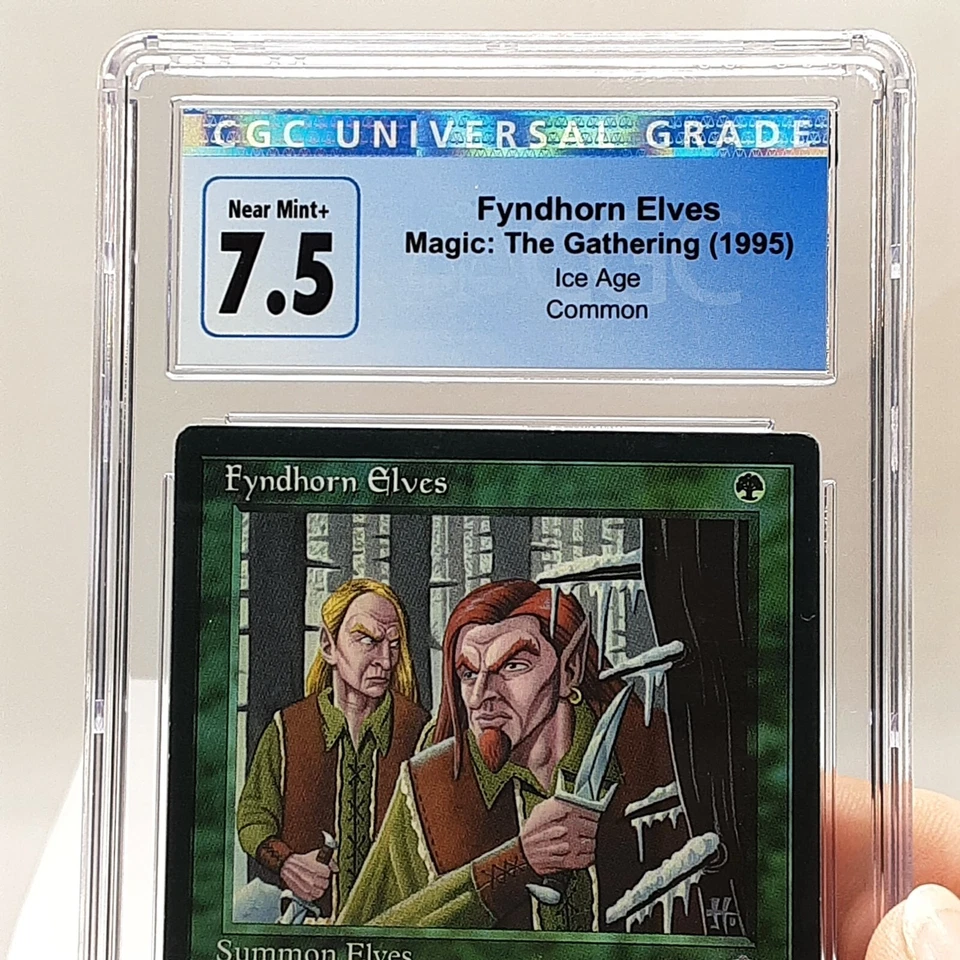 CGC UNIVERSAL GRADE
Near Mint+
7.5
Fyndhorn Elves
Magic: The Gathering (1995)
Ice Age
Common
Fyndhorn Elves
Summon Elves